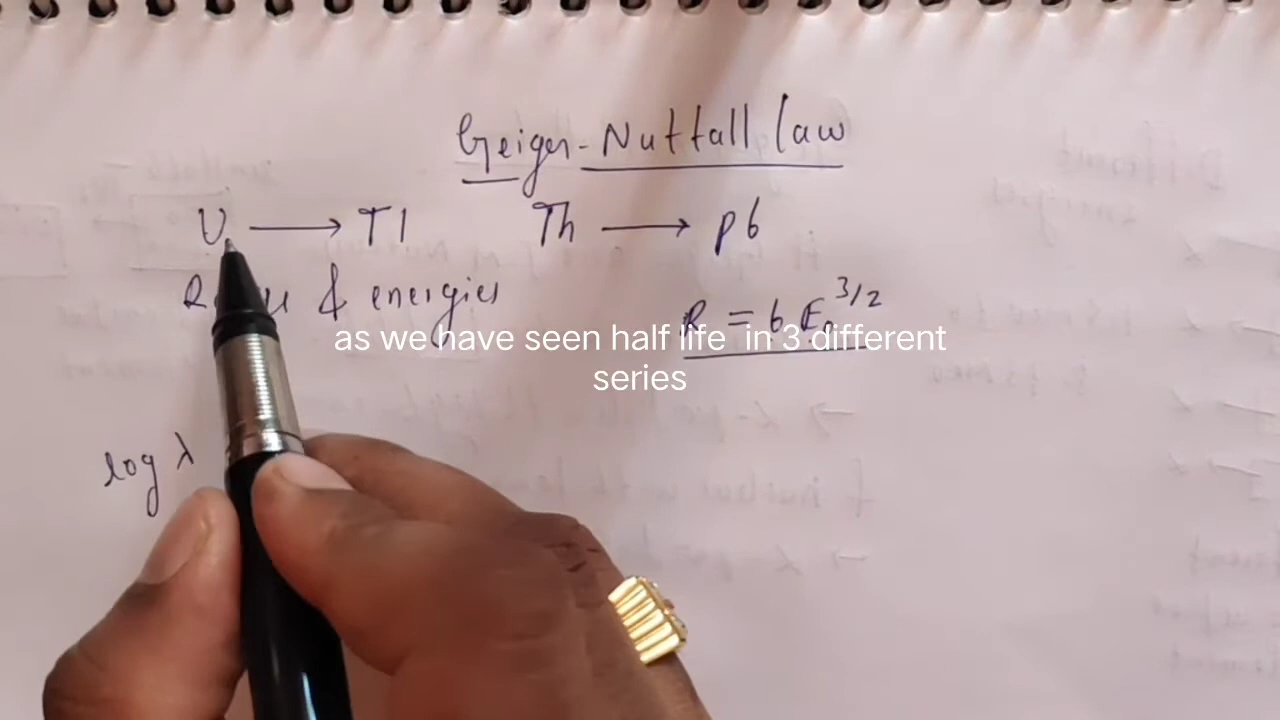 Geiger-Nuttall law
U → Tl Th → Pb
& energies
R = b E₀^3/2
as we have seen half life in 3 different
series
log λ